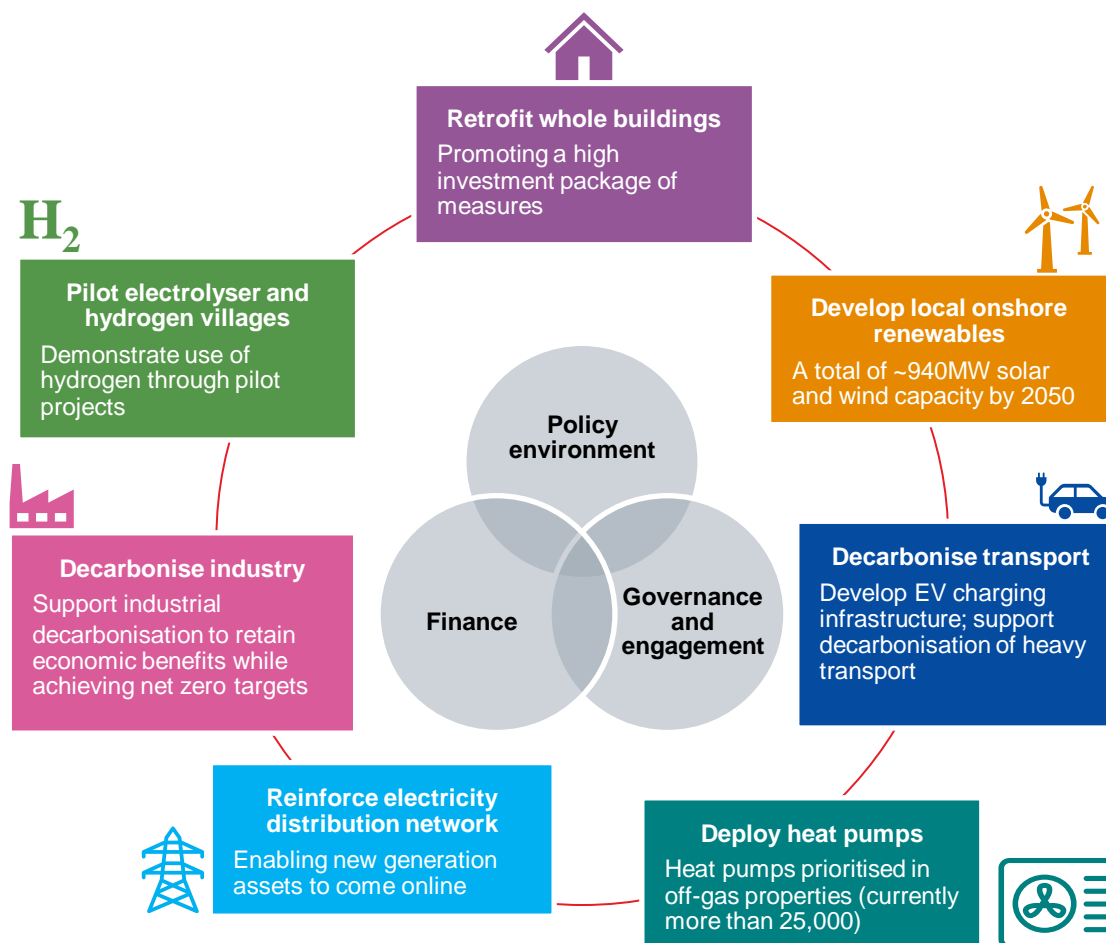 Retrofit whole buildings
Promoting a high
investment package of
measures
H₂
Pilot electrolyser and
hydrogen villages
Demonstrate use of
hydrogen through pilot
projects
Develop local onshore
renewables
A total of ~940MW solar
and wind capacity by 2050
Policy
environment
Finance
Governance
and
engagement
Decarbonise industry
Support industrial
decarbonisation to retain
economic benefits while
achieving net zero targets
Decarbonise transport
Develop EV charging
infrastructure; support
decarbonisation of heavy
transport
Reinforce electricity
distribution network
Enabling new generation
assets to come online
Deploy heat pumps
Heat pumps prioritised in
off-gas properties (currently
more than 25,000)